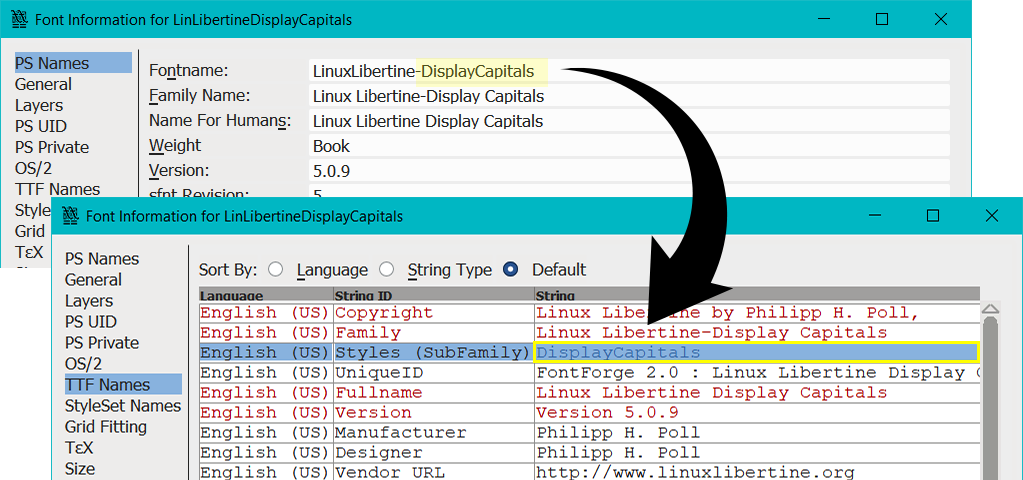 Font Information for LinLibertineDisplayCapitals
PS Names
General
Layers
PS UID
PS Private
OS/2
TTF Names
Style
Grid
TεX
Fontname: LinuxLibertine-DisplayCapitals
Family Name: Linux Libertine-Display Capitals
Name For Humans: Linux Libertine Display Capitals
Weight Book
Version: 5.0.9
sfnt Revision: 5
Font Information for LinLibertineDisplayCapitals
PS Names
General
Layers
PS UID
PS Private
OS/2
TTF Names
StyleSet Names
Grid Fitting
TεX
Size
Sort By: Language String Type Default
Language String ID String
English (US) Copyright Linux Libertine by Philipp H. Poll,
English (US) Family Linux Libertine-Display Capitals
English (US) Styles (SubFamily) DisplayCapitals
English (US) UniqueID FontForge 2.0 : Linux Libertine Display C
English (US) Fullname Linux Libertine Display Capitals
English (US) Version Version 5.0.9
English (US) Manufacturer Philipp H. Poll
English (US) Designer Philipp H. Poll
English (US) Vendor URL http://www.linuxlibertine.org